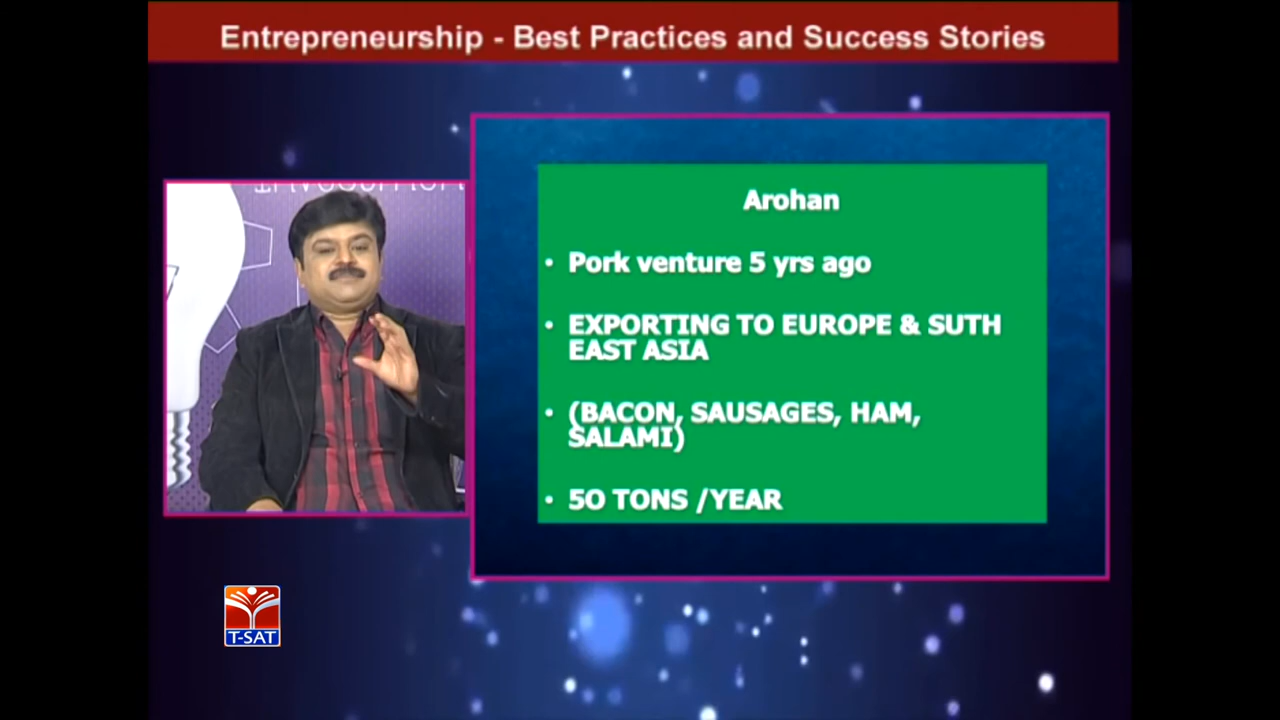 Entrepreneurship - Best Practices and Success Stories
Arohan
• Pork venture 5 yrs ago
• EXPORTING TO EUROPE & SUTH
EAST ASIA
• (BACON, SAUSAGES, HAM,
SALAMI)
• 5O TONS /YEAR
T-SAT